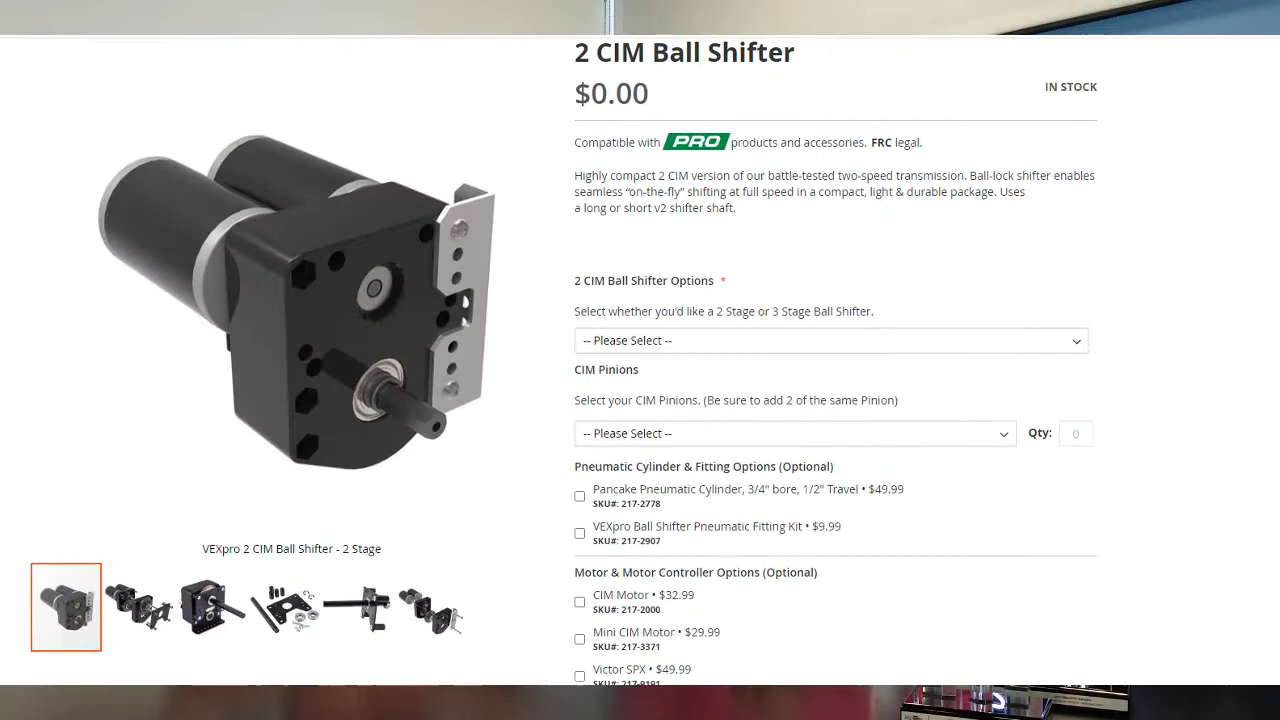 2 CIM Ball Shifter
$0.00
IN STOCK
Compatible with PRO products and accessories. FRC legal.
Highly compact 2 CIM version of our battle-tested two-speed transmission. Ball-lock shifter enables
seamless “on-the-fly” shifting at full speed in a compact, light & durable package. Uses
a long or short v2 shifter shaft.
2 CIM Ball Shifter Options *
Select whether you'd like a 2 Stage or 3 Stage Ball Shifter.
-- Please Select --
CIM Pinions
Select your CIM Pinions. (Be sure to add 2 of the same Pinion)
-- Please Select --
Qty: 0
Pneumatic Cylinder & Fitting Options (Optional)
Pancake Pneumatic Cylinder, 3/4" bore, 1/2" Travel • $49.99
SKU#: 217-2778
VEXpro Ball Shifter Pneumatic Fitting Kit • $9.99
SKU#: 217-2907
VEXpro 2 CIM Ball Shifter - 2 Stage
Motor & Motor Controller Options (Optional)
CIM Motor • $32.99
SKU#: 217-2000
Mini CIM Motor • $29.99
SKU#: 217-3371
Victor SPX • $49.99
SKU#: 217-9191